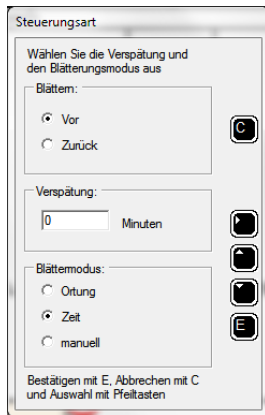 Steuerungsart
Wählen Sie die Verspätung und
den Blätterungsmodus aus
Blättern:
Vor
Zurück
C
Verspätung:
0
Minuten
Blättermodus:
Ortung
Zeit
manuell
E
Bestätigen mit E, Abbrechen mit C
und Auswahl mit Pfeiltasten